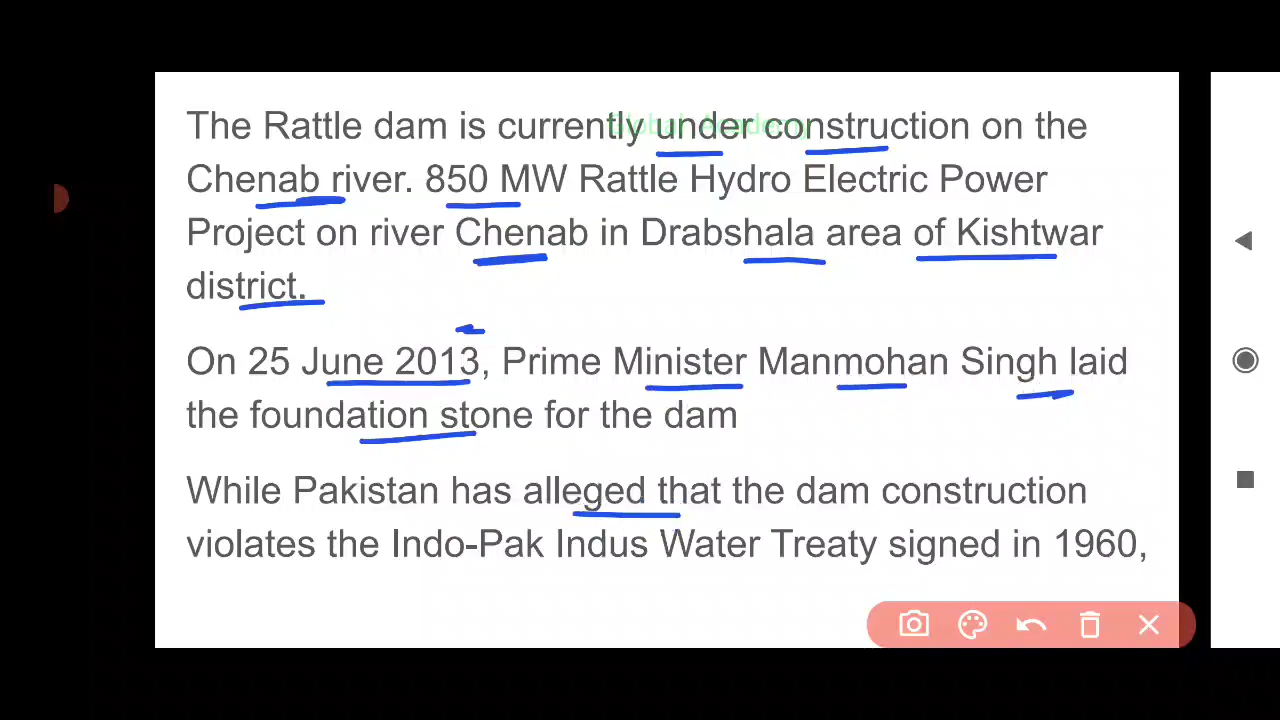 The Rattle dam is currently under construction on the
Chenab river. 850 MW Rattle Hydro Electric Power
Project on river Chenab in Drabshala area of Kishtwar
district.
On 25 June 2013, Prime Minister Manmohan Singh laid
the foundation stone for the dam
While Pakistan has alleged that the dam construction
violates the Indo-Pak Indus Water Treaty signed in 1960,
Global Academy